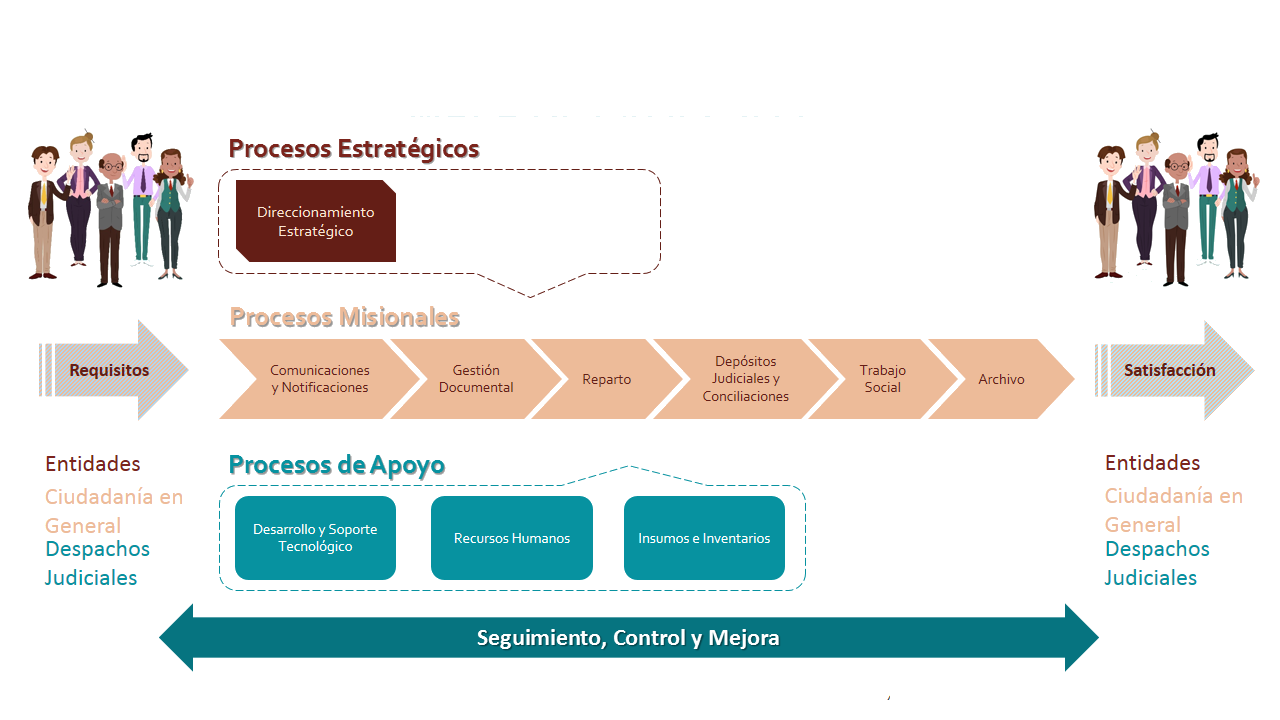 Procesos Estratégicos
Direccionamiento
Estratégico
Procesos Misionales
Requisitos
Comunicaciones
y Notificaciones
Gestión
Documental
Reparto
Depósitos
Judiciales y
Conciliaciones
Trabajo
Social
Archivo
Satisfacción
Entidades
Ciudadanía en
General
Despachos
Judiciales
Procesos de Apoyo
Desarrollo y Soporte
Tecnológico
Recursos Humanos
Insumos e Inventarios
Entidades
Ciudadanía en
General
Despachos
Judiciales
Seguimiento, Control y Mejora